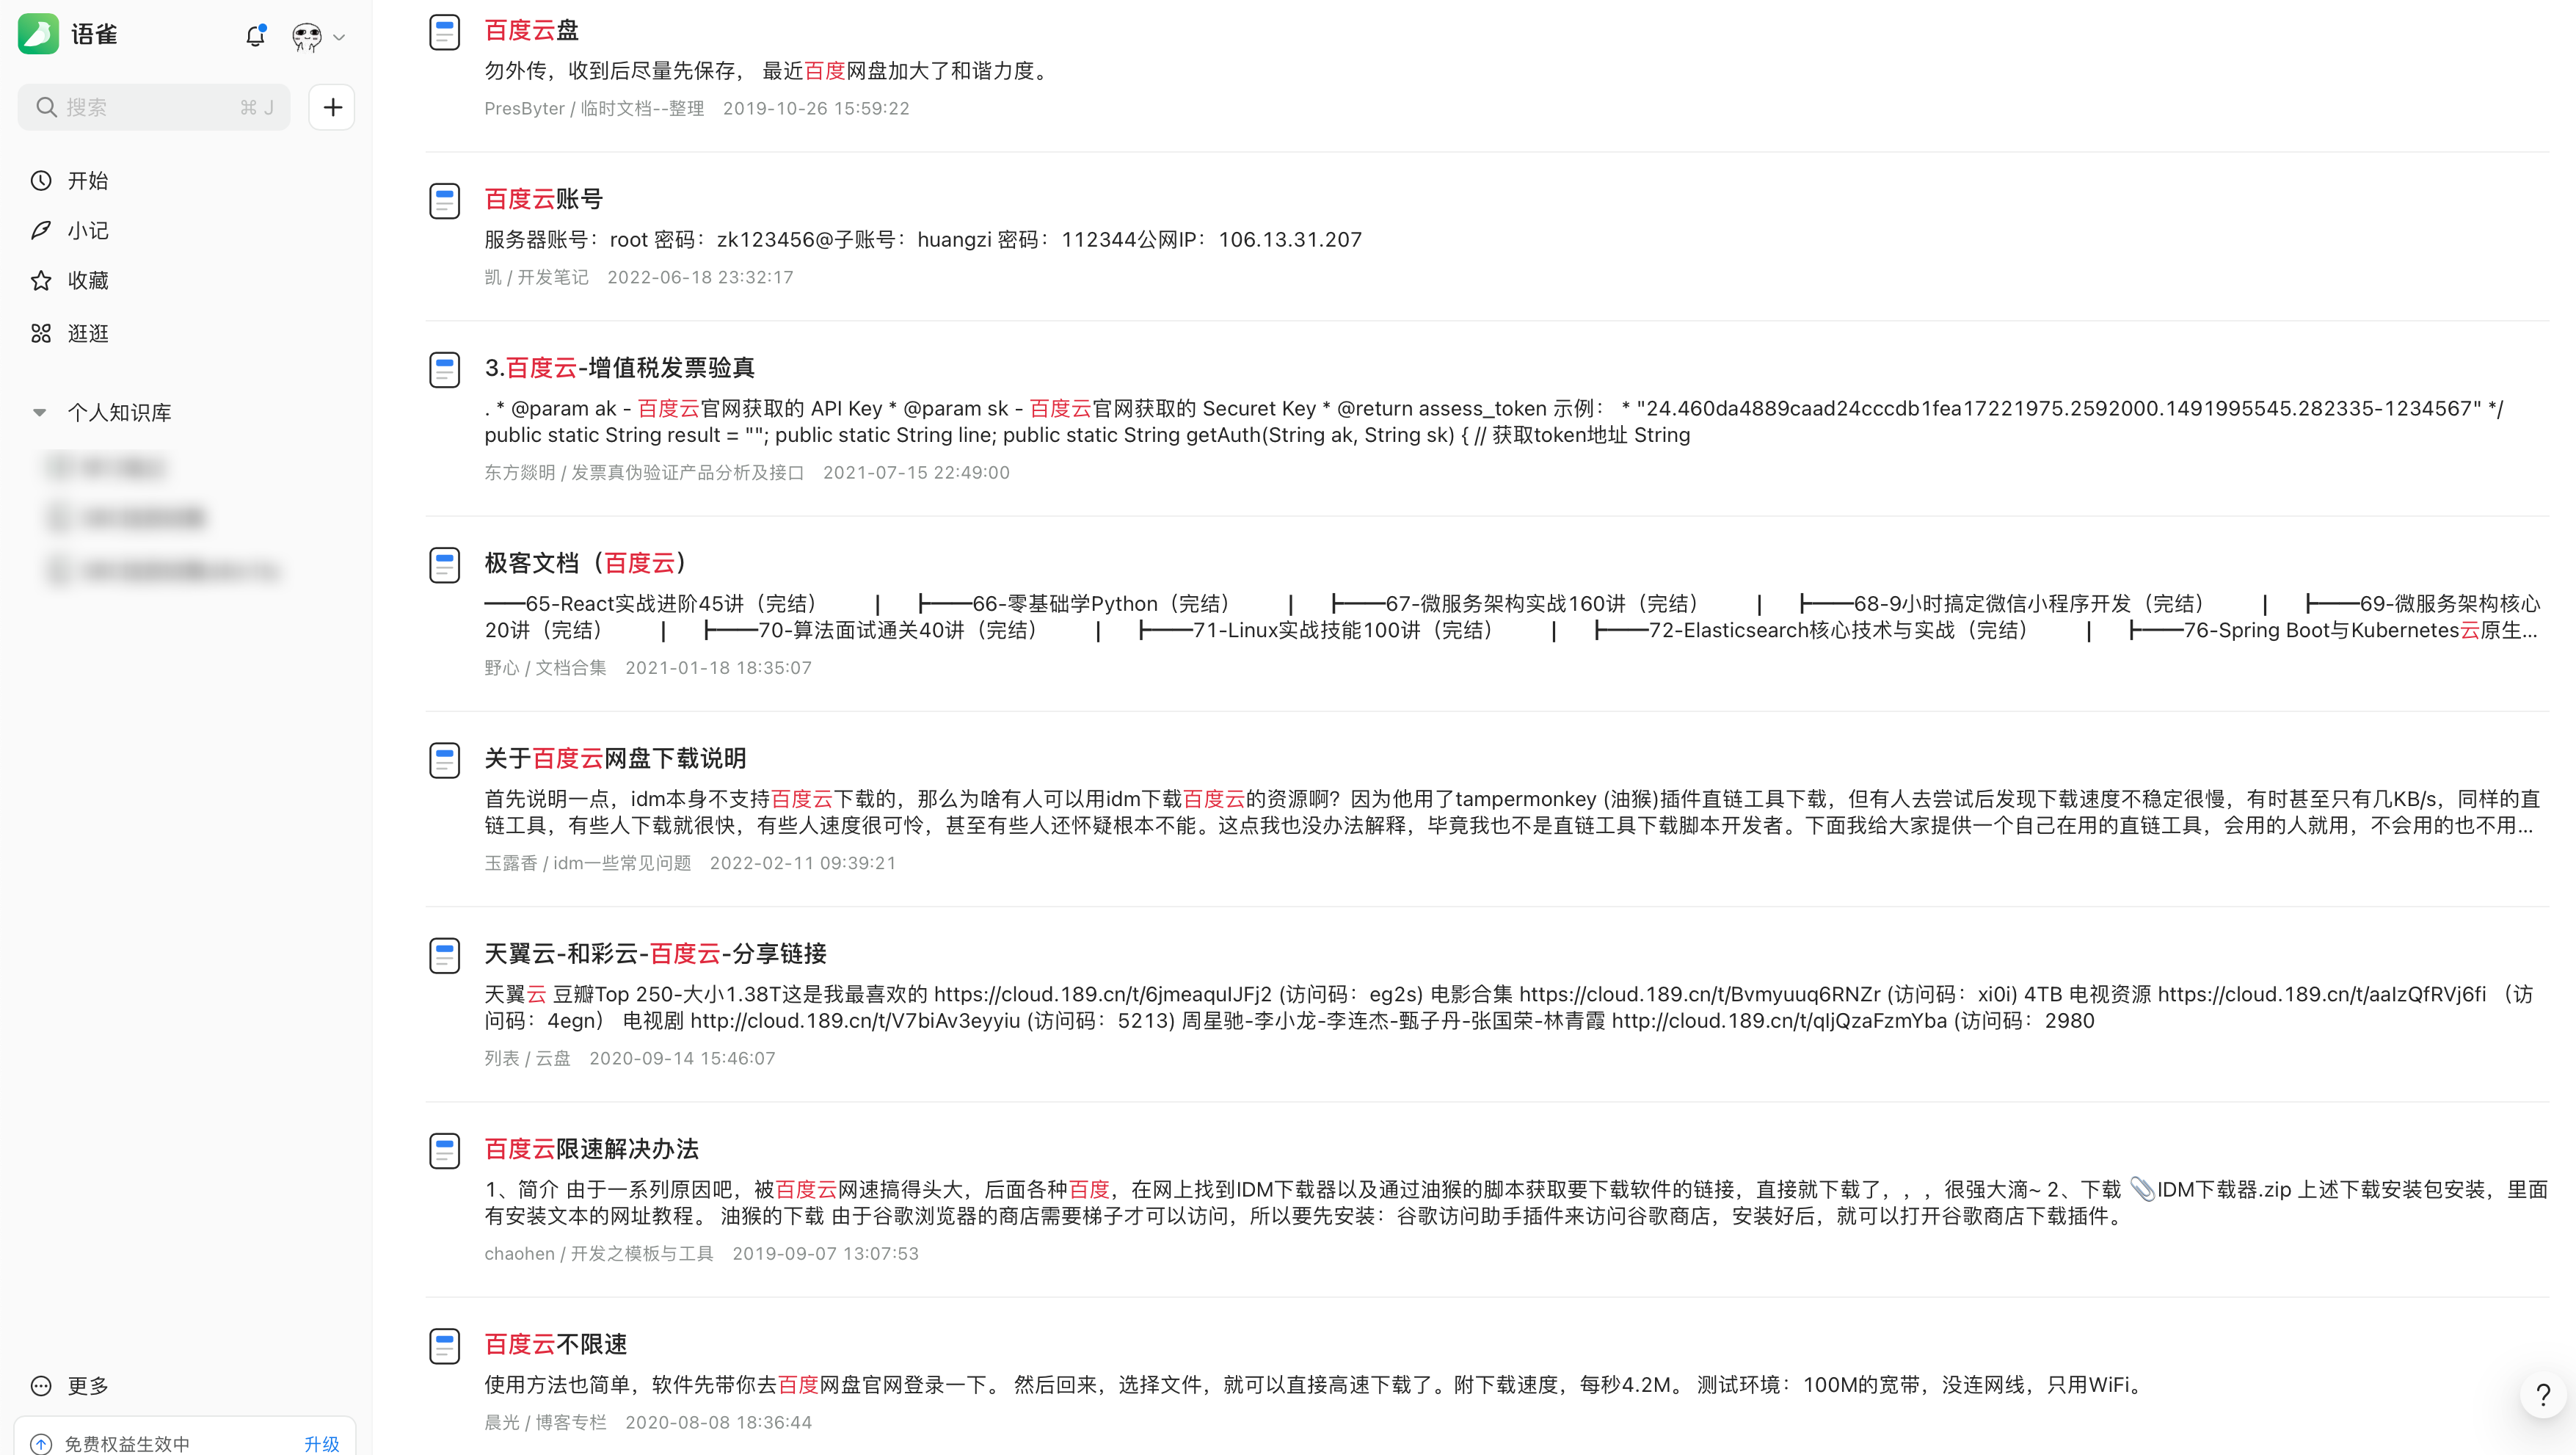 语雀
搜索 ⌘ J
开始
小记
收藏
逛逛
个人知识库
更多
免费权益生效中 升级
百度云盘
勿外传，收到后尽量先保存， 最近百度网盘加大了和谐力度。
PresByter / 临时文档--整理 2019-10-26 15:59:22
百度云账号
服务器账号：root 密码：zk123456@子账号：huangzi 密码：112344公网IP：106.13.31.207
凯 / 开发笔记 2022-06-18 23:32:17
3.百度云-增值税发票验真
. * @param ak - 百度云官网获取的 API Key * @param sk - 百度云官网获取的 Securet Key * @return assess_token 示例： * "24.460da4889caad24cccdb1fea17221975.2592000.1491995545.282335-1234567" */
public static String result = ""; public static String line; public static String getAuth(String ak, String sk) { // 获取token地址 String
东方燚明 / 发票真伪验证产品分析及接口 2021-07-15 22:49:00
极客文档（百度云）
━━65-React实战进阶45讲（完结） ┃ ┣━━66-零基础学Python（完结） ┃ ┣━━67-微服务架构实战160讲（完结） ┃ ┣━━68-9小时搞定微信小程序开发（完结） ┃ ┣━━69-微服务架构核心
20讲（完结） ┃ ┣━━70-算法面试通关40讲（完结） ┃ ┣━━71-Linux实战技能100讲（完结） ┃ ┣━━72-Elasticsearch核心技术与实战（完结） ┃ ┣━━76-Spring Boot与Kubernetes云原生...
野心 / 文档合集 2021-01-18 18:35:07
关于百度云网盘下载说明
首先说明一点，idm本身不支持百度云下载的，那么为啥有人可以用idm下载百度云的资源啊？因为他用了tampermonkey (油猴)插件直链工具下载，但有人去尝试后发现下载速度不稳定很慢，有时甚至只有几KB/s，同样的直
链工具，有些人下载就很快，有些人速度很可怜，甚至有些人还怀疑根本不能。这点我也没办法解释，毕竟我也不是直链工具下载脚本开发者。下面我给大家提供一个自己在用的直链工具，会用的人就用，不会用的也不用...
玉露香 / idm一些常见问题 2022-02-11 09:39:21
天翼云-和彩云-百度云-分享链接
天翼云 豆瓣Top 250-大小1.38T这是我最喜欢的 https://cloud.189.cn/t/6jmeaquIJFj2 (访问码：eg2s) 电影合集 https://cloud.189.cn/t/Bvmyuuq6RNZr (访问码：xi0i) 4TB 电视资源 https://cloud.189.cn/t/aaIzQfRVj6fi （访
问码：4egn） 电视剧 http://cloud.189.cn/t/V7biAv3eyyiu (访问码：5213) 周星驰-李小龙-李连杰-甄子丹-张国荣-林青霞 http://cloud.189.cn/t/qIjQzaFzmYba (访问码：2980
列表 / 云盘 2020-09-14 15:46:07
百度云限速解决办法
1、简介 由于一系列原因吧，被百度云网速搞得头大，后面各种百度，在网上找到IDM下载器以及通过油猴的脚本获取要下载软件的链接，直接就下载了，，，很强大滴~ 2、下载 📎IDM下载器.zip 上述下载安装包安装，里面
有安装文本的网址教程。 油猴的下载 由于谷歌浏览器的商店需要梯子才可以访问，所以要先安装：谷歌访问助手插件来访问谷歌商店，安装好后，就可以打开谷歌商店下载插件。
chaohen / 开发之模板与工具 2019-09-07 13:07:53
百度云不限速
使用方法也简单，软件先带你去百度网盘官网登录一下。 然后回来，选择文件，就可以直接高速下载了。附下载速度，每秒4.2M。 测试环境：100M的宽带，没连网线，只用WiFi。
晨光 / 博客专栏 2020-08-08 18:36:44
?